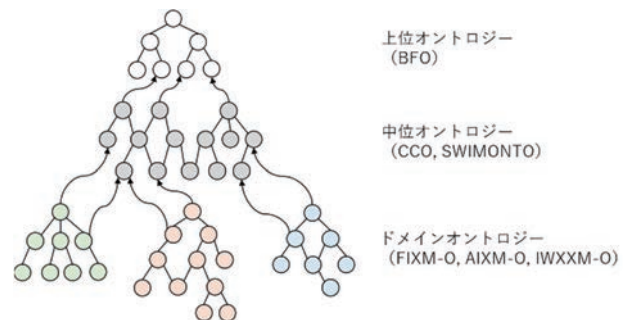 上位オントロジー
（BFO）
中位オントロジー
（CCO, SWIMONTO）
ドメインオントロジー
（FIXM-O, AIXM-O, IWXXM-O）